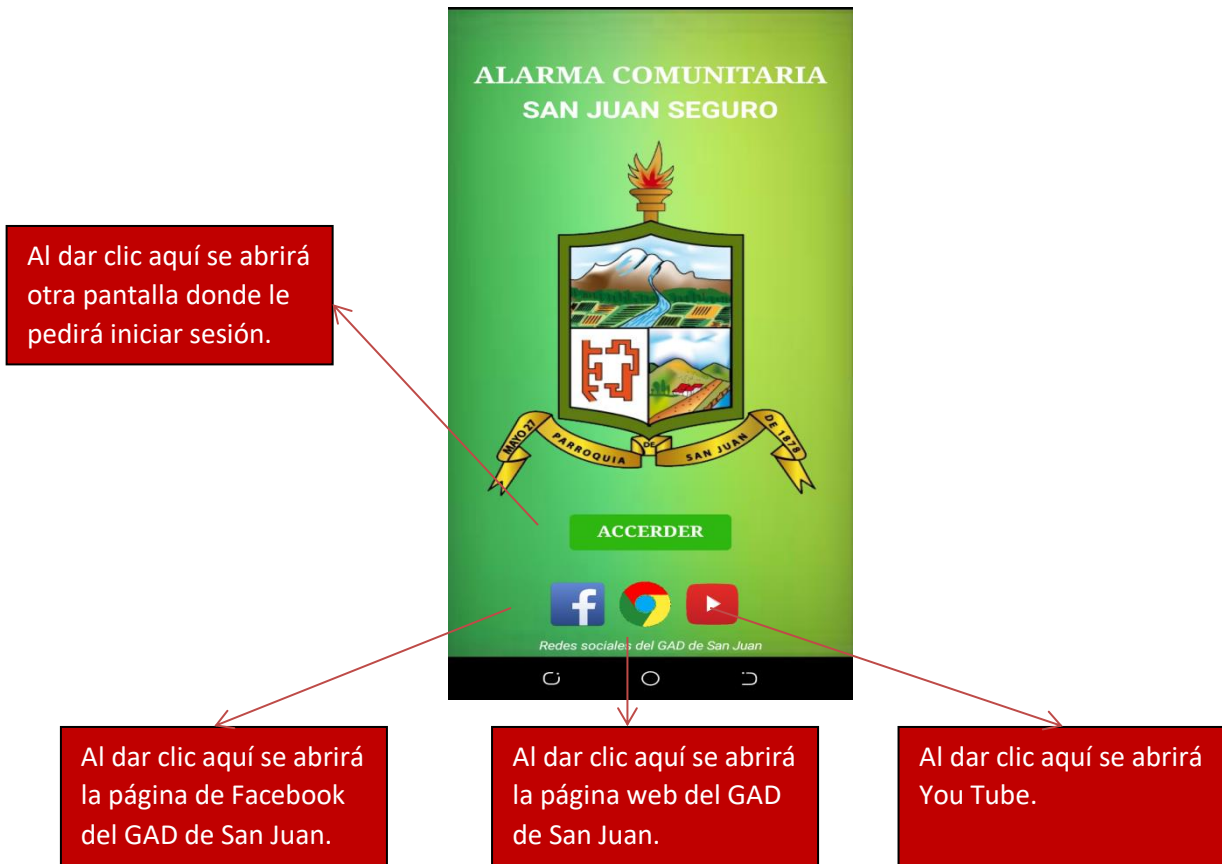 ALARMA COMUNITARIA
SAN JUAN SEGURO
Al dar clic aquí se abrirá
otra pantalla donde le
pedirá iniciar sesión.
MAYO 27
PARROQUIA
DE
SAN JUAN
DE 1878
ACCERDER
f
Redes sociales del GAD de San Juan
Al dar clic aquí se abrirá
la página de Facebook
del GAD de San Juan.
Al dar clic aquí se abrirá
la página web del GAD
de San Juan.
Al dar clic aquí se abrirá
You Tube.